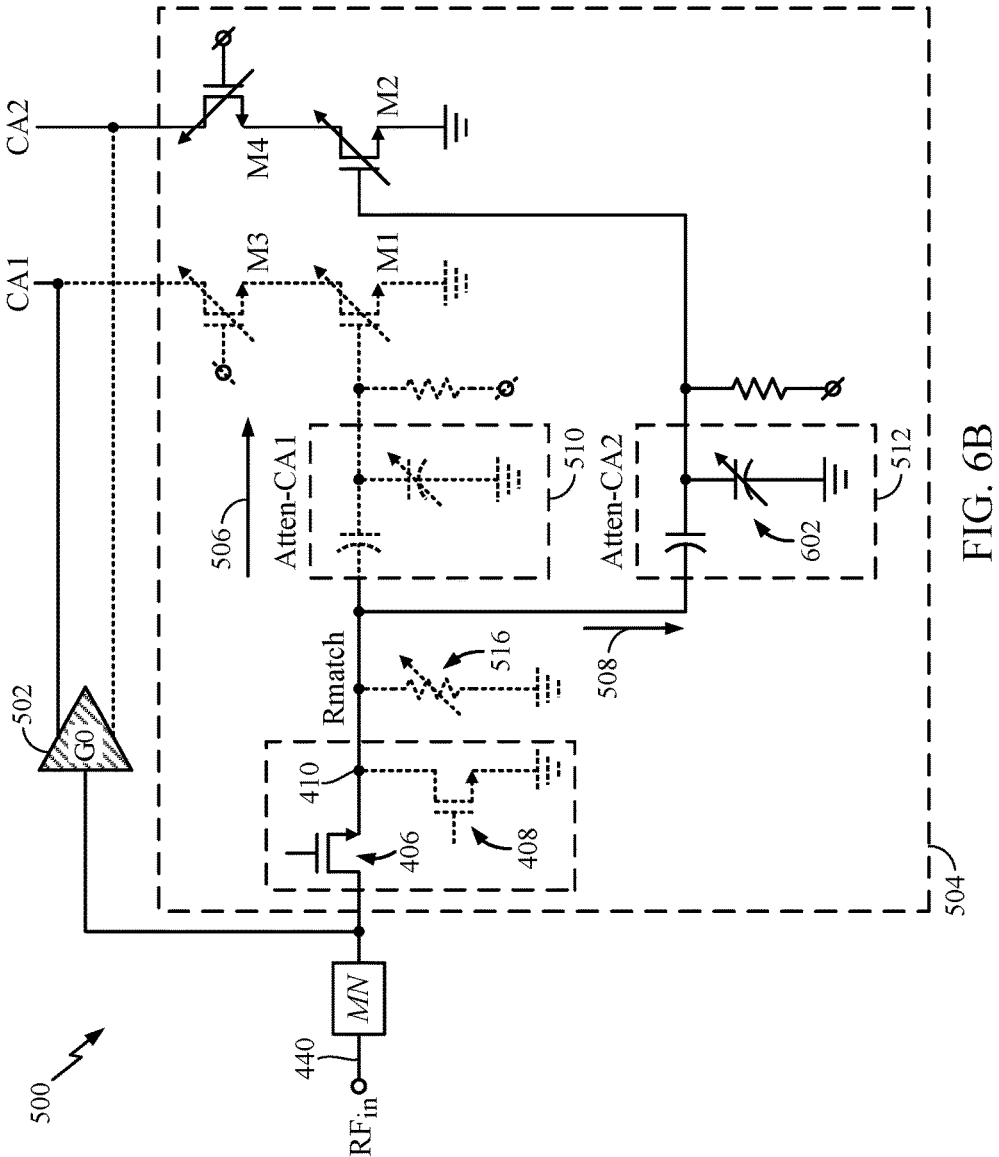 500
RFin
440
MN
502
G0
CA1
CA2
504
406
408
410
Rmatch
516
506
508
Atten-CA1
510
Atten-CA2
512
602
M3
M1
M4
M2
FIG. 6B